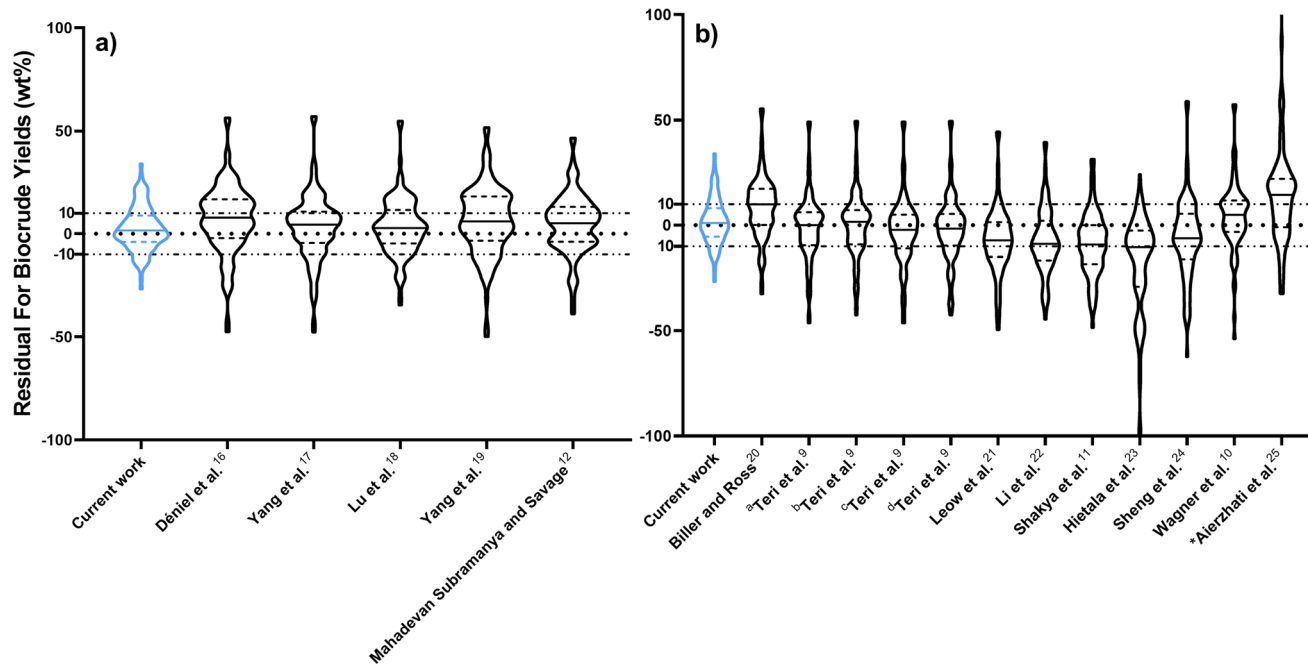 a)
Residual For Biocrude Yields (wt%)
100
50
10
0
-10
-50
-100
Current work
Déniel et al.16
Yang et al.17
Lu et al.18
Yang et al.19
Mahadevan Subramanya and Savage12
b)
100
50
10
0
10
-50
-100
Current work
Biller and Ross20
aTeri et al.9
bTeri et al.9
cTeri et al.9
dTeri et al.9
Leow et al.21
Li et al.22
Shakya et al.11
Hietala et al.23
Sheng et al.24
Wagner et al.10
*Aierzhati et al.25